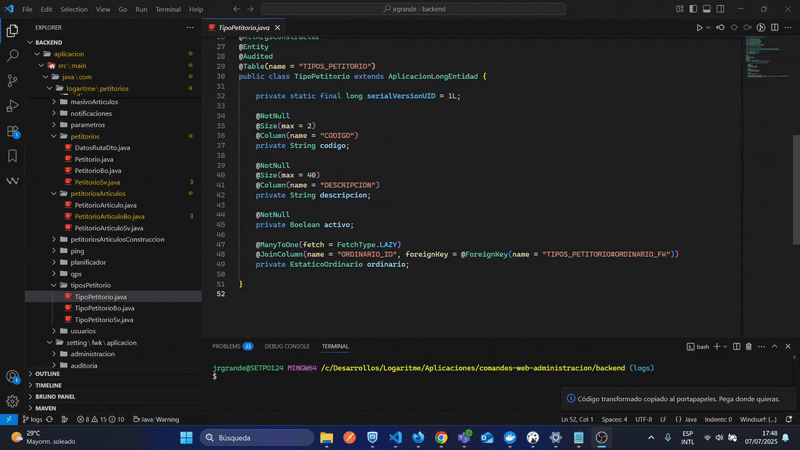 File Edit Selection View Go Run Terminal Help
jrgrande - backend
EXPLORER
BACKEND
aplicacion
src\main
java\com
logaritme\petitorios
masivoArticulos
notificaciones
parametros
petitorios
DatosRutaDto.java
Petitorio.java
PetitorioBo.java
PetitorioSv.java 3
petitoriosArticulos
PetitorioArticulo.java
PetitorioArticuloBo.java 3
PetitorioArticuloSv.java
petitoriosArticulosConstruccion
ping
planificador
qps
tiposPetitorio
TipoPetitorio.java
TipoPetitorioBo.java
TipoPetitorioSv.java
usuarios
setting\fwk\aplicacion
administracion
auditoria
OUTLINE
TIMELINE
BRUNO PANEL
MAVEN
TipoPetitorio.java
26 @AllArgsConstructor
27 @Entity
28 @Audited
29 @Table(name = "TIPOS_PETITORIO")
30 public class TipoPetitorio extends AplicacionLongEntidad {
31
32 private static final long serialVersionUID = 1L;
33
34 @NotNull
35 @Size(max = 2)
36 @Column(name = "CODIGO")
37 private String codigo;
38
39 @NotNull
40 @Size(max = 40)
41 @Column(name = "DESCRIPCION")
42 private String descripcion;
43
44 @NotNull
45 private Boolean activo;
46
47 @ManyToOne(fetch = FetchType.LAZY)
48 @JoinColumn(name = "ORDINARIO_ID", foreignKey = @ForeignKey(name = "TIPOS_PETITORIO#ORDINARIO_FK"))
49 private EstaticoOrdinario ordinario;
50
51 }
52
PROBLEMS 33 DEBUG CONSOLE TERMINAL
bash
jrgrande@SETPO124 MINGW64 /c/Desarrollos/Logaritme/Aplicaciones/comandes-web-administracion/backend (logs)
$
Código transformado copiado al portapapeles. Pega donde quieras.
logs 8 15 10 Java: Warning
Ln 52, Col 1 Spaces: 4 UTF-8 LF {} Java Indents: 0 Windsurf: {...}
29°C
Mayorm. soleado
Búsqueda
ESP
INTL
17:48
07/07/2025